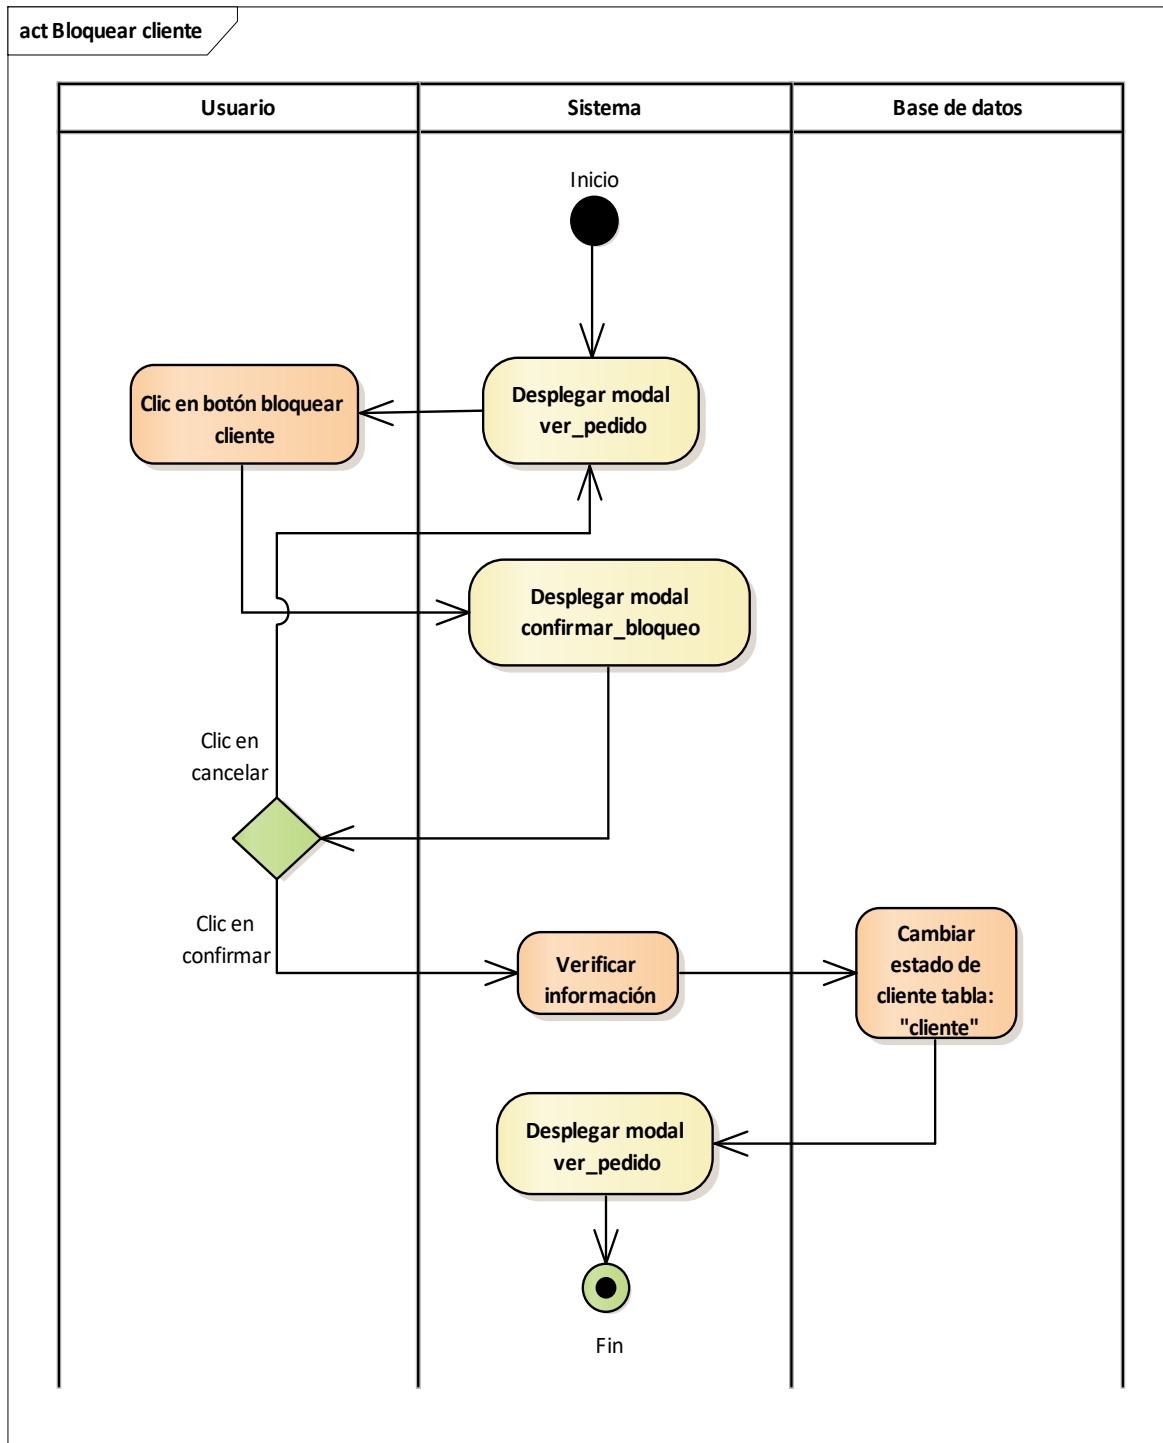 act Bloquear cliente
Usuario
Sistema
Base de datos
Inicio
Clic en botón bloquear
cliente
Desplegar modal
ver_pedido
Desplegar modal
confirmar_bloqueo
Clic en
cancelar
Clic en
confirmar
Verificar
información
Cambiar
estado de
cliente tabla:
"cliente"
Desplegar modal
ver_pedido
Fin